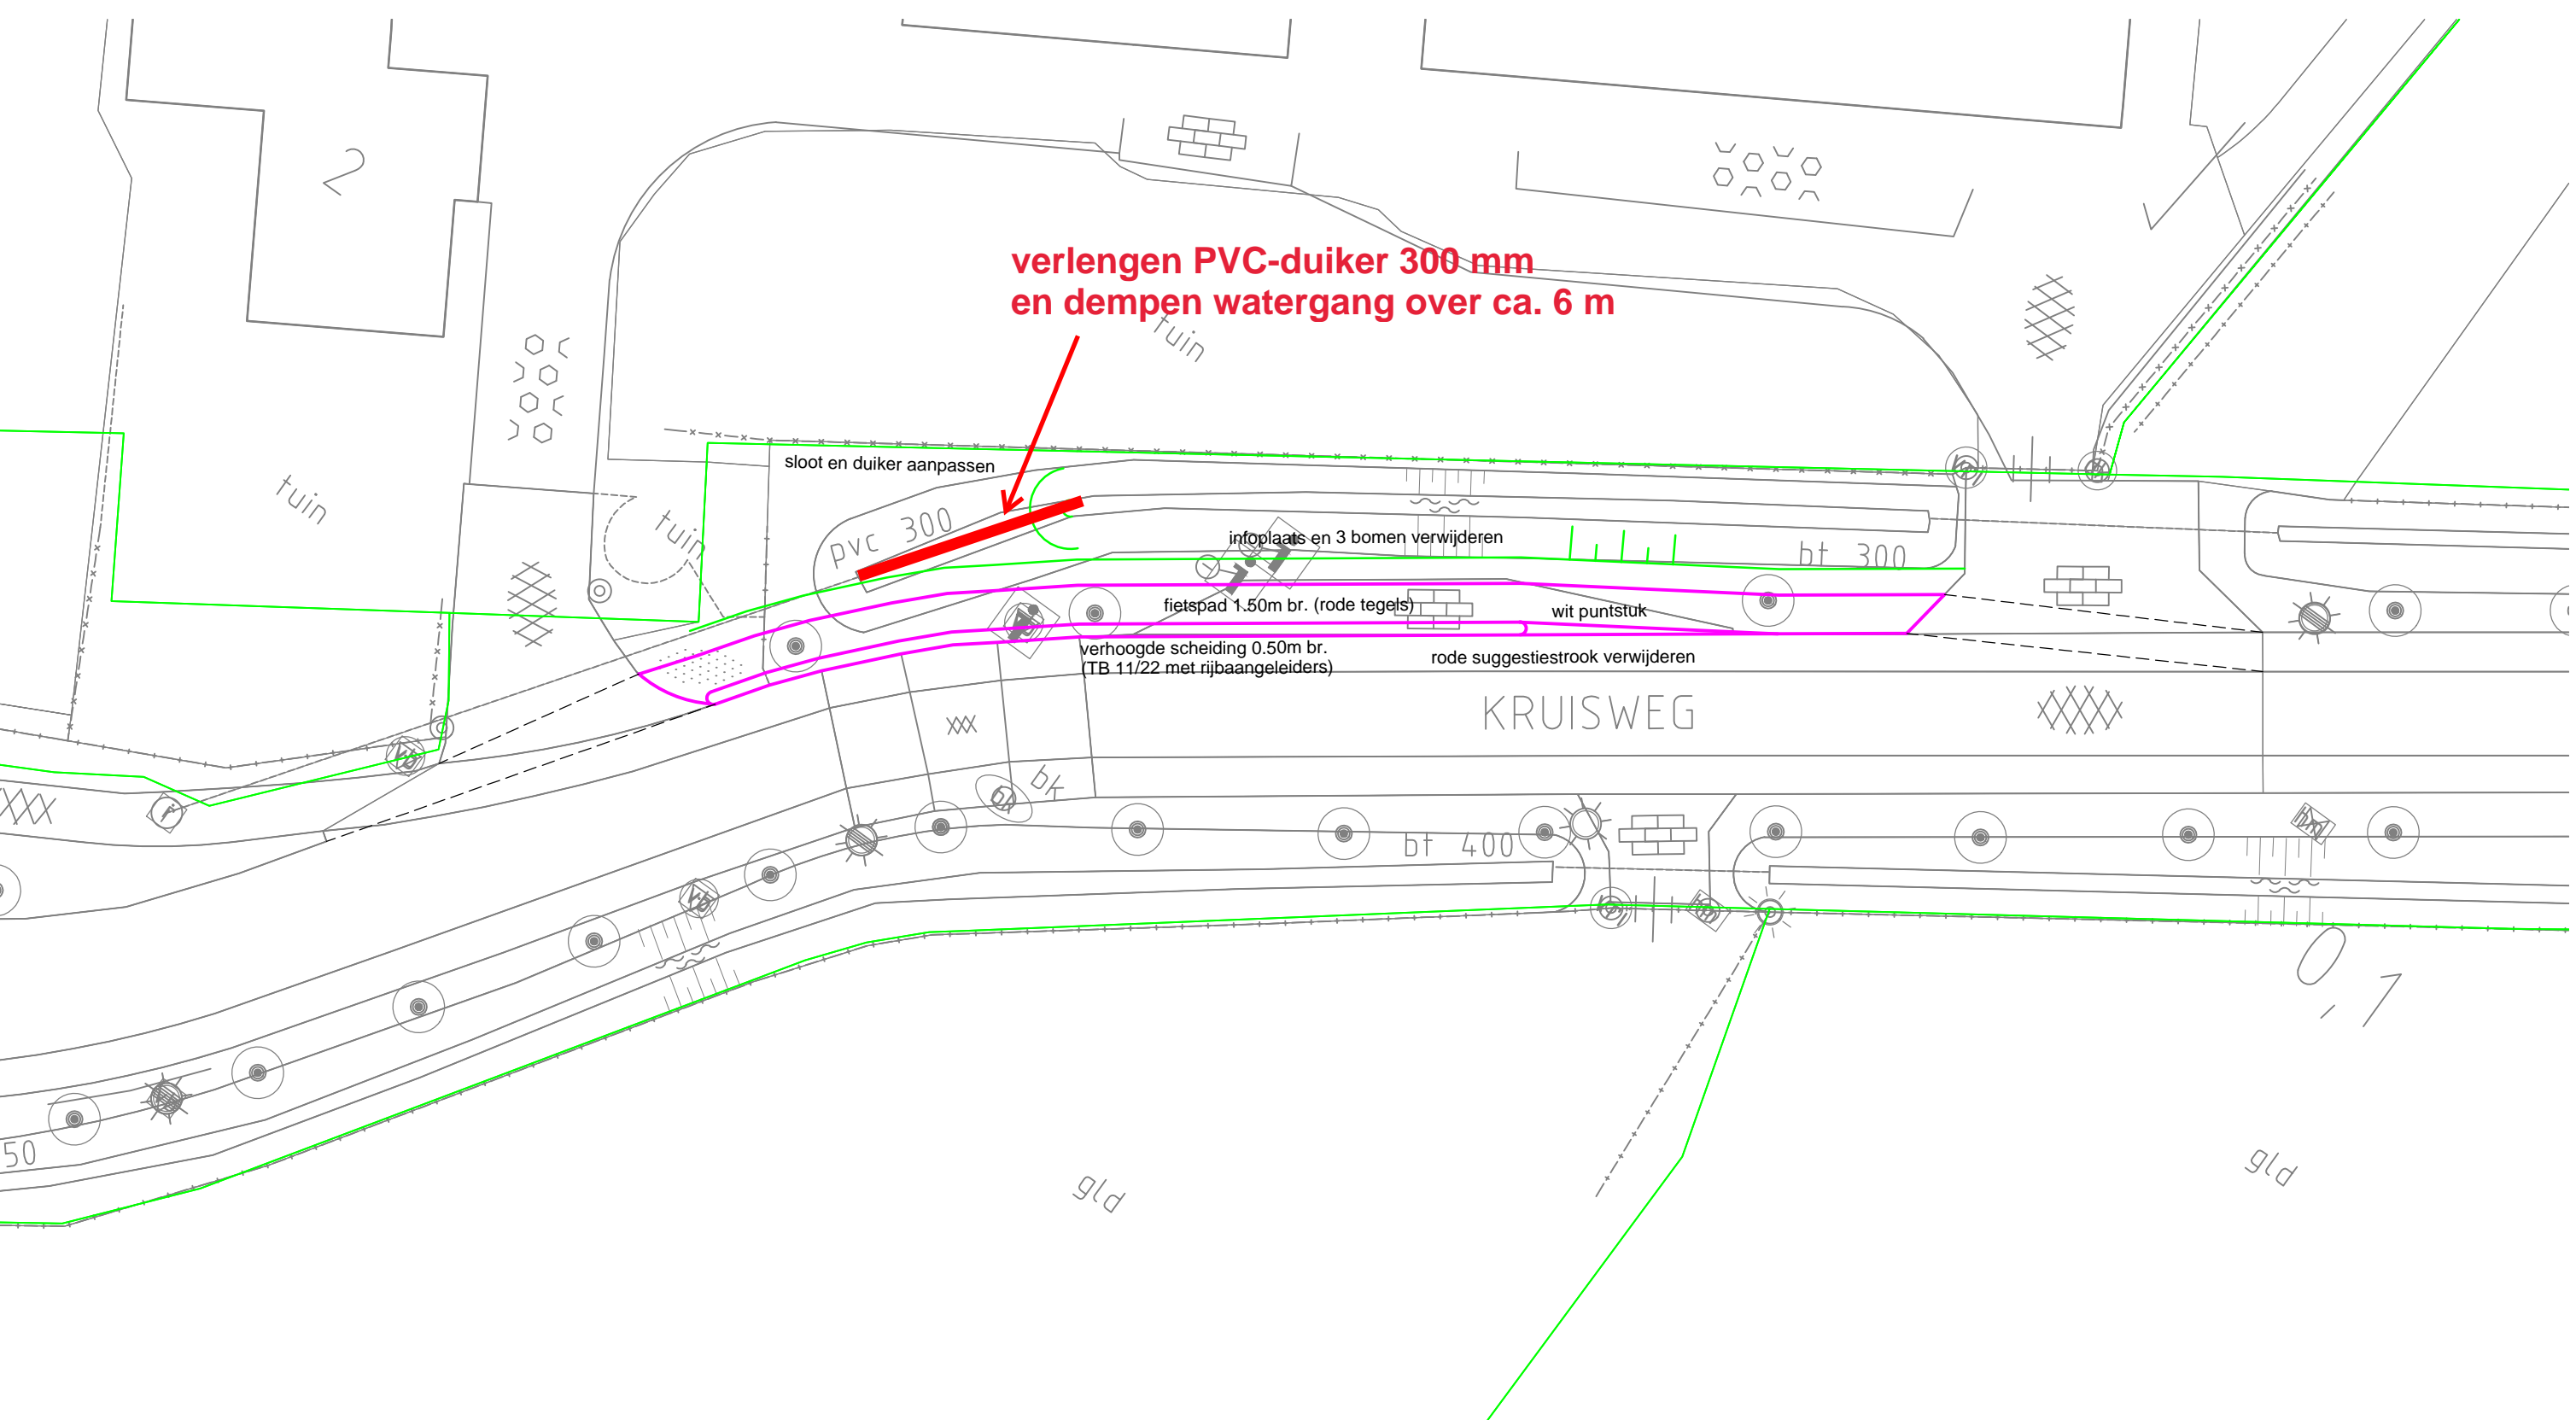 2
verlengen PVC-duiker 300 mm
en dempen watergang over ca. 6 m
tuin
sloot en duiker aanpassen
tuin
tuin
pvc 300
infoplaats en 3 bomen verwijderen
bt 300
fietspad 1.50m br. (rode tegels)
wit puntstuk
verhoogde scheiding 0.50m br.
(TB 11/22 met rijbaangeleiders)
rode suggestiestrook verwijderen
KRUISWEG
bk
bt 400
hm
0,1
50
gld
gld